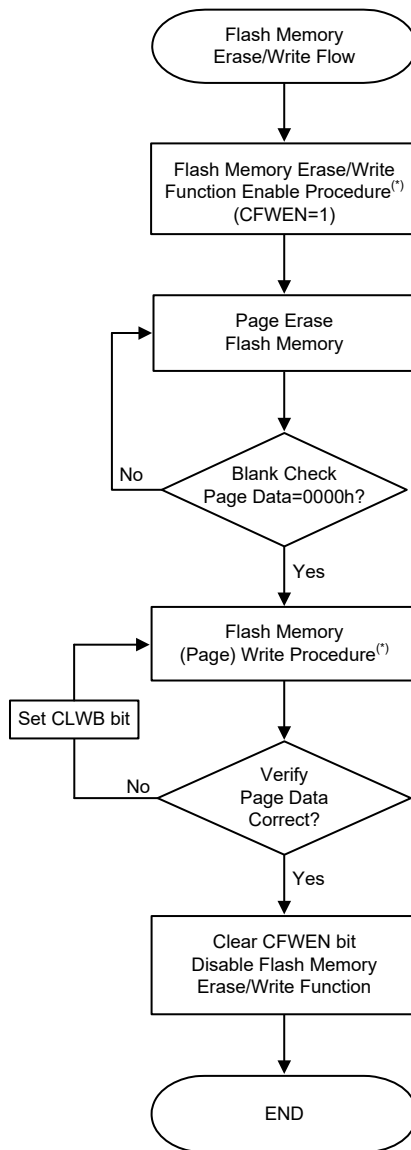 Flash Memory
Erase/Write Flow
Flash Memory Erase/Write
Function Enable Procedure(*)
(CFWEN=1)
Page Erase
Flash Memory
No
Blank Check
Page Data=0000h?
Yes
Flash Memory
(Page) Write Procedure(*)
Set CLWB bit
No
Verify
Page Data
Correct?
Yes
Clear CFWEN bit
Disable Flash Memory
Erase/Write Function
END